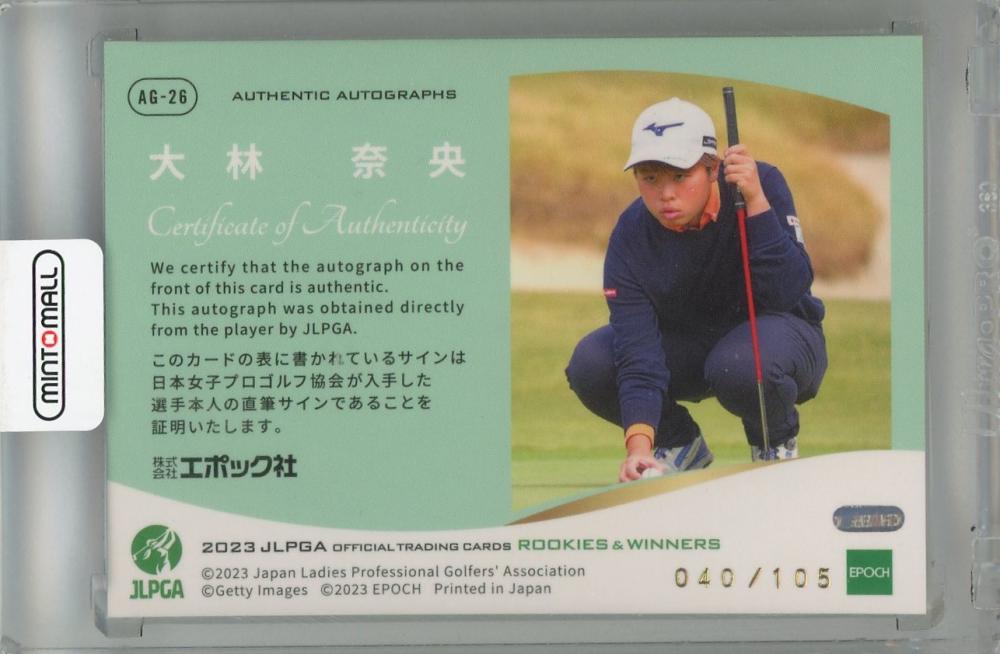 AG-26
AUTHENTIC AUTOGRAPHS
大林 奈央
Certificate of Authenticity
We certify that the autograph on the
front of this card is authentic.
This autograph was obtained directly
from the player by JLPGA.
このカードの表に書かれているサインは
日本女子プロゴルフ協会が入手した
選手本人の直筆サインであることを
証明いたします。
株式会社エポック社
MINTOMALL
JLPGA
2023 JLPGA OFFICIAL TRADING CARDS ROOKIES & WINNERS
©2023 Japan Ladies Professional Golfers' Association
©Getty Images ©2023 EPOCH Printed in Japan
040/105
EPOCH